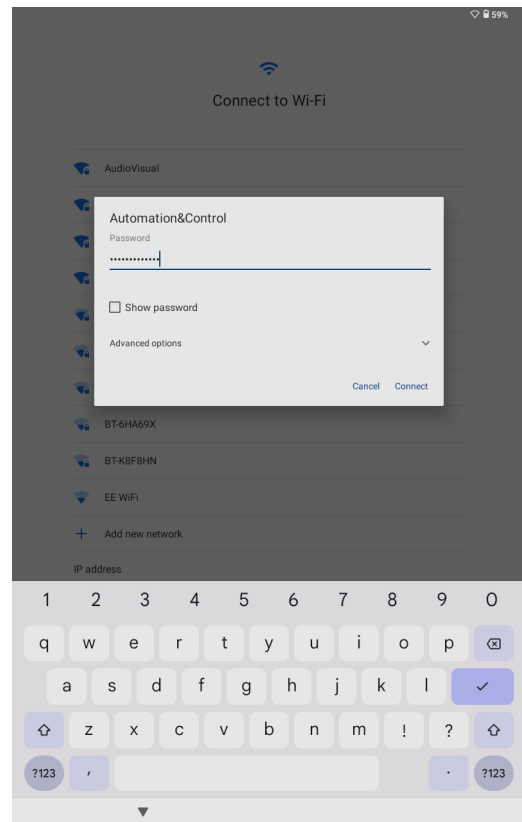 59%
Connect to Wi-Fi
AudioVisual
Automation&Control
Password
•••••••••••••
Show password
Advanced options
Cancel Connect
BT-6HA69X
BT-K8F8HN
EE WiFi
Add new network
IP address
1 2 3 4 5 6 7 8 9 0
q w e r t y u i o p
a s d f g h j k l
z x c v b n m ! ?
?123 , . ?123